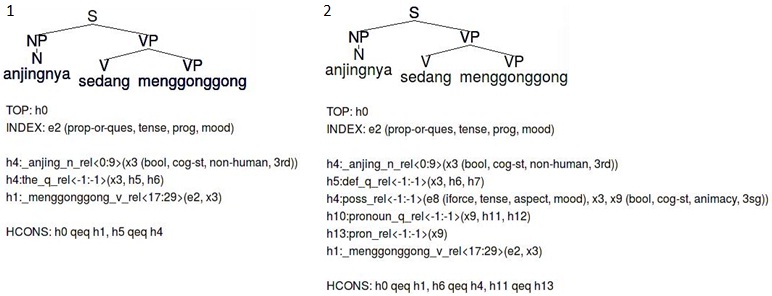 1
S
NP VP
N V VP
anjingnya sedang menggonggong
TOP: h0
INDEX: e2 (prop-or-ques, tense, prog, mood)
h4:_anjing_n_rel<0:9>(x3 (bool, cog-st, non-human, 3rd))
h4:the_q_rel<-1:-1>(x3, h5, h6)
h1:_menggonggong_v_rel<17:29>(e2, x3)
HCONS: h0 qeq h1, h5 qeq h4
2
S
NP VP
N V VP
anjingnya sedang menggonggong
TOP: h0
INDEX: e2 (prop-or-ques, tense, prog, mood)
h4:_anjing_n_rel<0:9>(x3 (bool, cog-st, non-human, 3rd))
h5:def_q_rel<-1:-1>(x3, h6, h7)
h4:poss_rel<-1:-1>(e8 (iforce, tense, aspect, mood), x3, x9 (bool, cog-st, animacy, 3sg))
h10:pronoun_q_rel<-1:-1>(x9, h11, h12)
h13:pron_rel<-1:-1>(x9)
h1:_menggonggong_v_rel<17:29>(e2, x3)
HCONS: h0 qeq h1, h6 qeq h4, h11 qeq h13